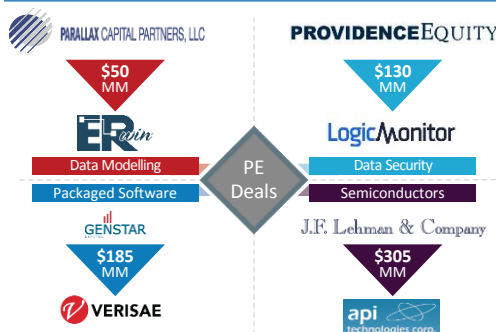 PARALLAX CAPITAL PARTNERS, LLC
PROVIDENCEEQUITY
$50
MM
$130
MM
ERwin
LogicMonitor
Data Modelling
Data Security
PE
Deals
Packaged Software
Semiconductors
GENSTAR
J.F. Lehman & Company
$185
MM
$305
MM
VERISAE
api
technologies corp.